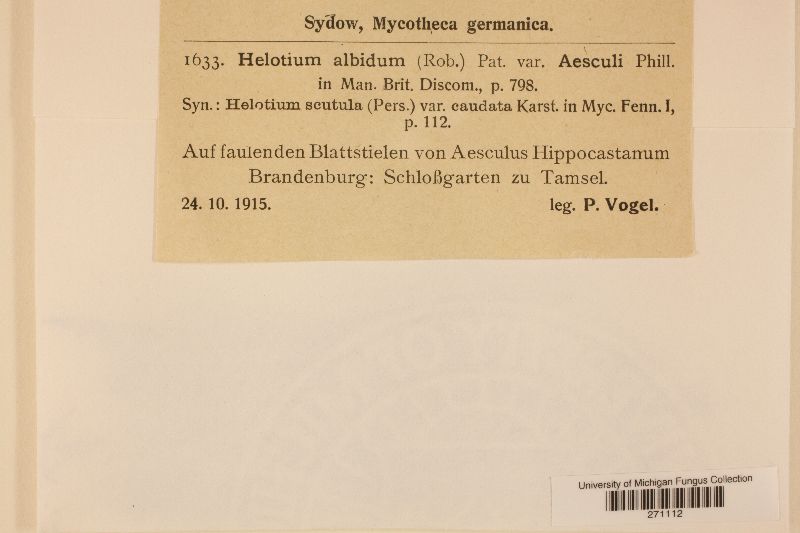 Sydow, Mycotheca germanica.
1633. Helotium albidum (Rob.) Pat. var. Aesculi Phill.
in Man. Brit. Discom., p. 798.
Syn.: Helotium scutula (Pers.) var. caudata Karst. in Myc. Fenn. I,
p. 112.
Auf faulenden Blattstielen von Aesculus Hippocastanum
Brandenburg: Schloßgarten zu Tamsel.
24. 10. 1915. leg. P. Vogel.
University of Michigan Fungus Collection
271112